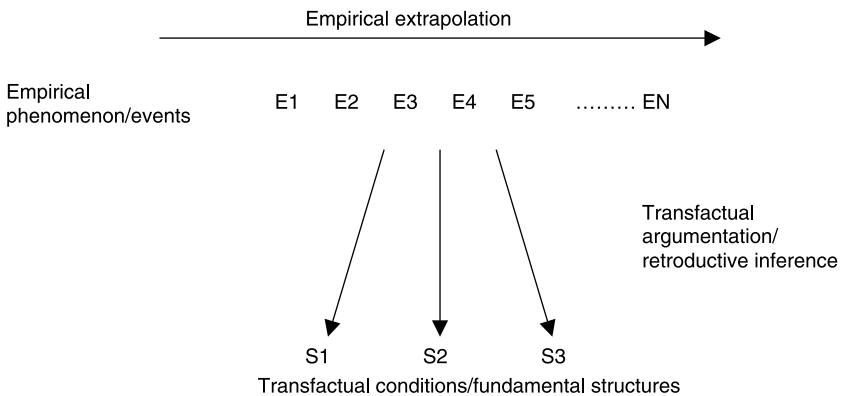 Empirical extrapolation
Empirical
phenomenon/events
E1 E2 E3 E4 E5 ......... EN
Transfactual
argumentation/
retroductive inference
S1 S2 S3
Transfactual conditions/fundamental structures